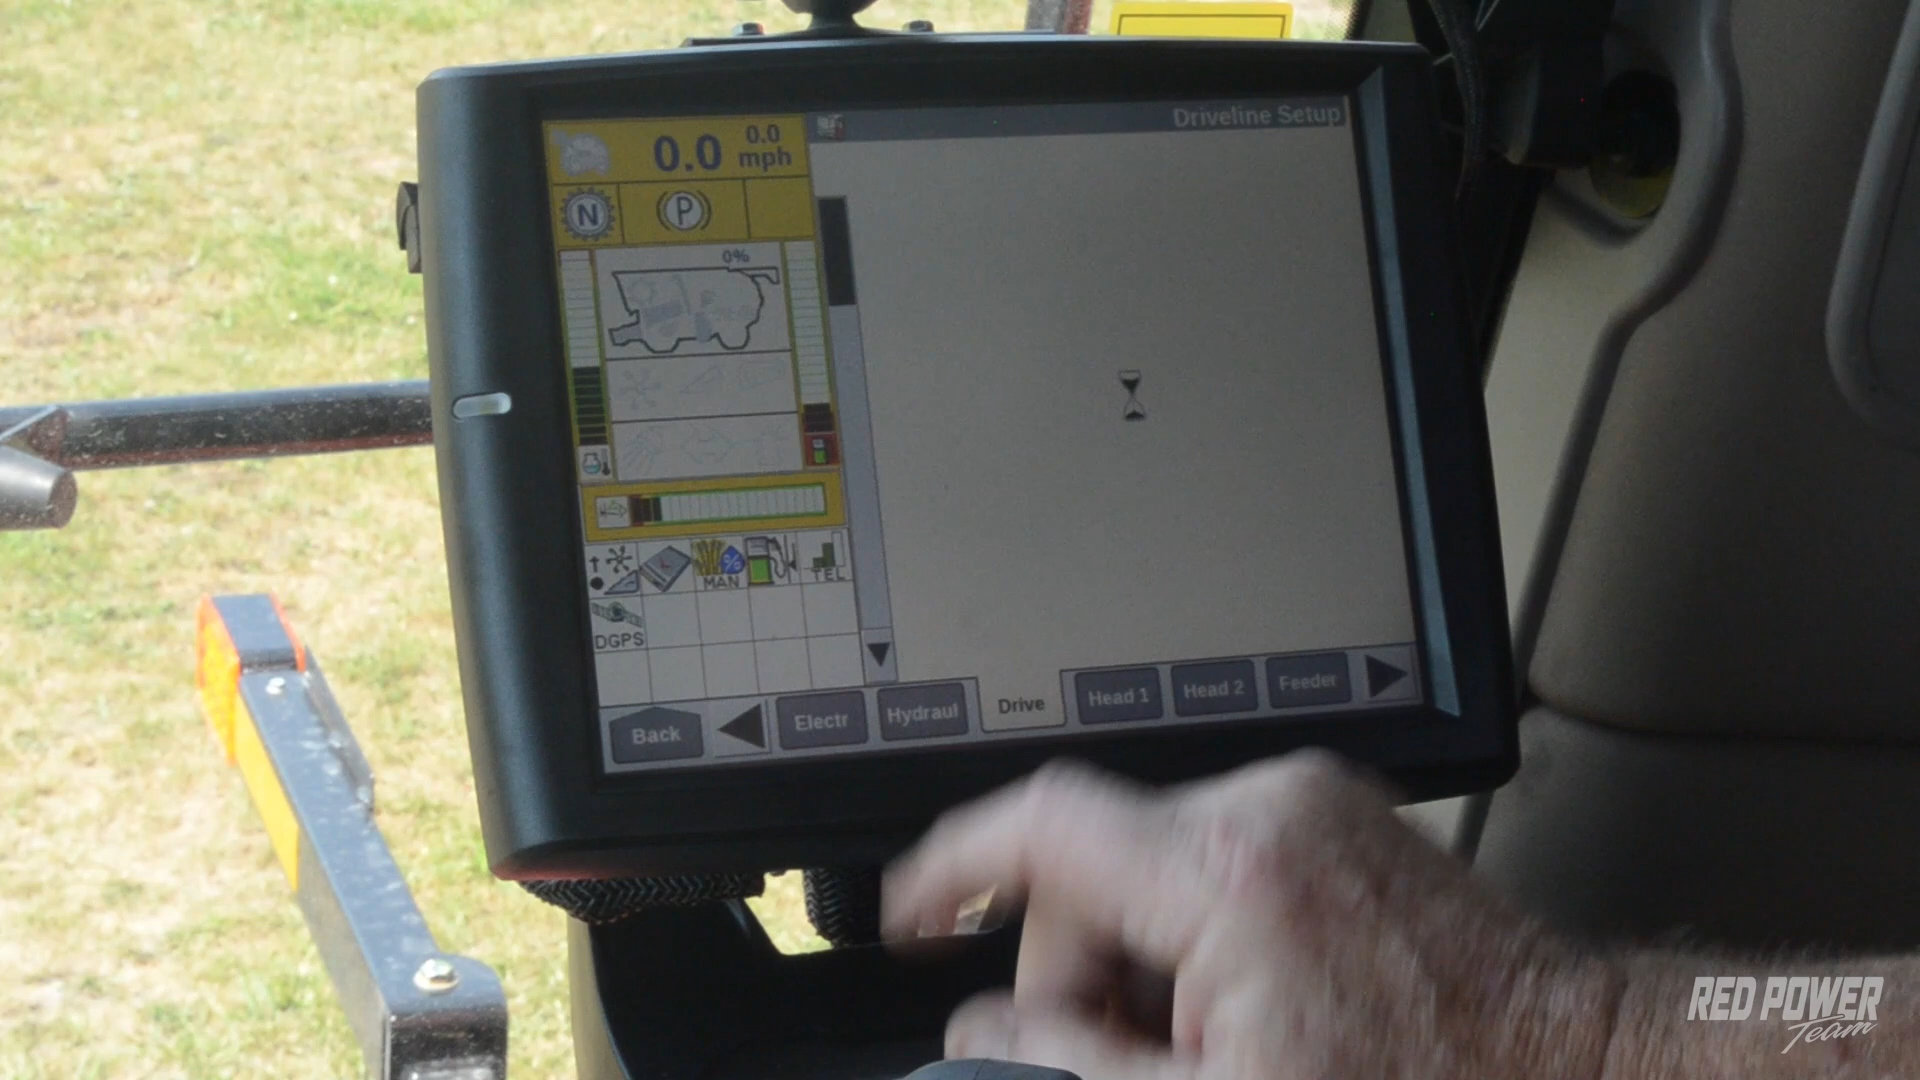 Driveline Setup
0.0
0.0
mph
N
P
0%
MAN
TEL
DGPS
Back
Electr
Hydraul
Drive
Head 1
Head 2
Feeder
RED POWER
Team